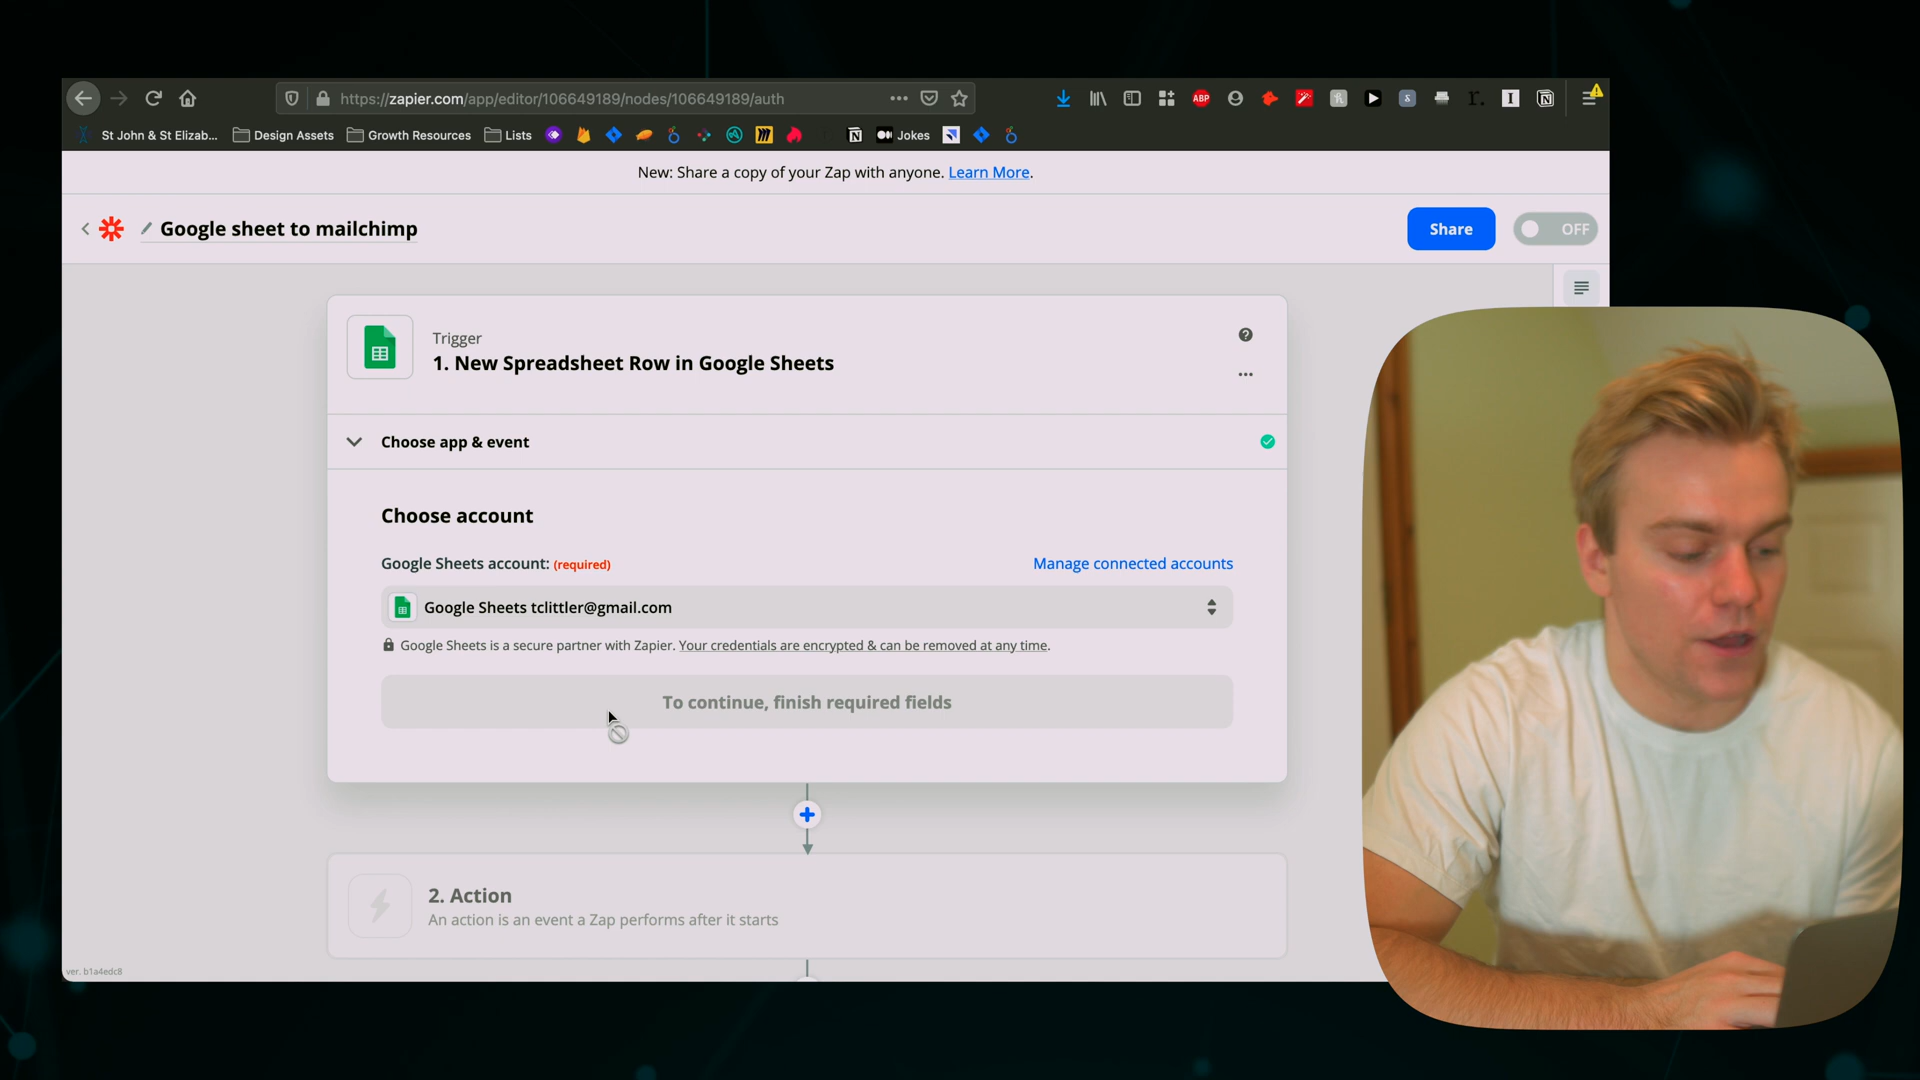 https://zapier.com/app/editor/106649189/nodes/106649189/auth
ABP
St John & St Elizab...
Design Assets
Growth Resources
Lists
Jokes
New: Share a copy of your Zap with anyone. Learn More.
Google sheet to mailchimp
Share
OFF
Trigger
1. New Spreadsheet Row in Google Sheets
Choose app & event
Choose account
Google Sheets account: (required)
Manage connected accounts
Google Sheets tclittler@gmail.com
Google Sheets is a secure partner with Zapier. Your credentials are encrypted & can be removed at any time.
To continue, finish required fields
2. Action
An action is an event a Zap performs after it starts
ver. b1a4edc8